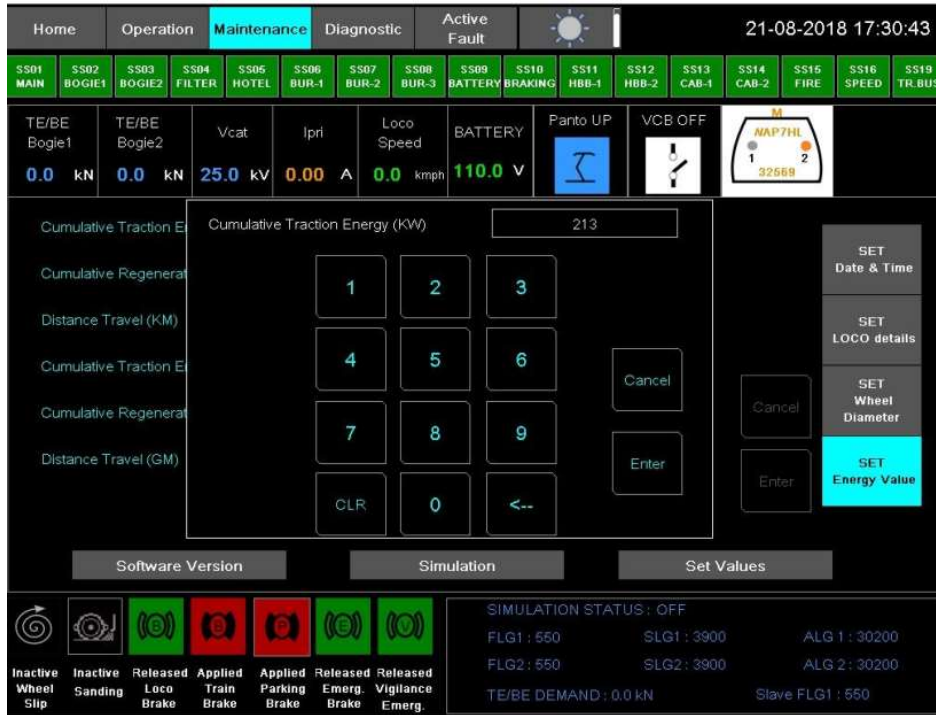 Home
Operation
Maintenance
Diagnostic
Active
Fault
21-08-2018 17:30:43
SS01
MAIN
SS02
BOGIE1
SS03
BOGIE2
SS04
FILTER
SS05
HOTEL
SS06
BUR-1
SS07
BUR-2
SS08
BUR-3
SS09
BATTERY
SS10
BRAKING
SS11
HBB-1
SS12
HBB-2
SS13
CAB-1
SS14
CAB-2
SS15
FIRE
SS16
SPEED
SS19
TR.BUS
TE/BE
Bogie1
0.0 kN
TE/BE
Bogie2
0.0 kN
Vcat
25.0 kV
Ipri
0.00 A
Loco
Speed
0.0 kmph
BATTERY
110.0 V
Panto UP
VCB OFF
M
WAP7HL
1 2
32669
Cumulative Traction E
Cumulative Regenerat
Distance Travel (KM)
Cumulative Traction E
Cumulative Regenerat
Distance Travel (GM)
Cumulative Traction Energy (KW) 213
1 2 3
4 5 6
7 8 9
CLR 0 <--
Cancel
Enter
Cancel
Enter
SET
Date & Time
SET
LOCO details
SET
Wheel
Diameter
SET
Energy Value
Software Version
Simulation
Set Values
Inactive
Wheel
Slip
Inactive
Sanding
B
Released
Loco
Brake
B
Applied
Train
Brake
P
Applied
Parking
Brake
E
Released
Emerg.
Brake
V
Released
Vigilance
Emerg.
SIMULATION STATUS : OFF
FLG1 : 550 SLG1 : 3900 ALG 1 : 30200
FLG2 : 550 SLG2 : 3900 ALG 2 : 30200
TE/BE DEMAND : 0.0 kN Slave FLG1 : 550